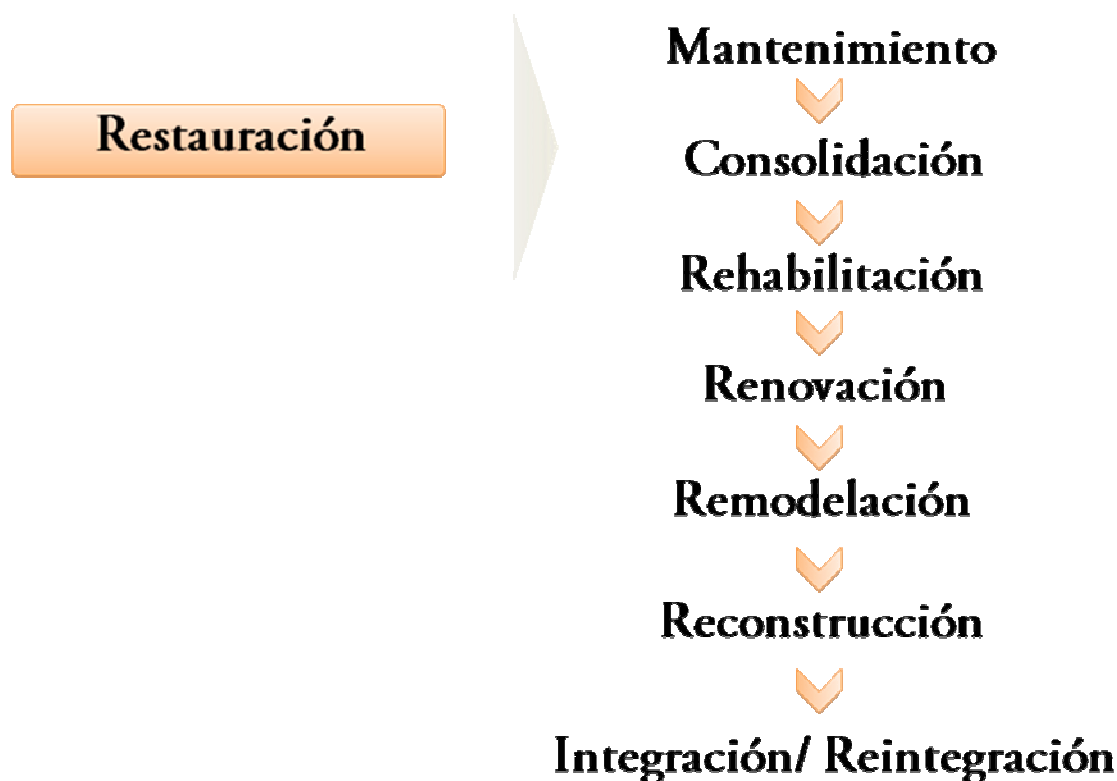 Restauración
Mantenimiento
Consolidación
Rehabilitación
Renovación
Remodelación
Reconstrucción
Integración/ Reintegración